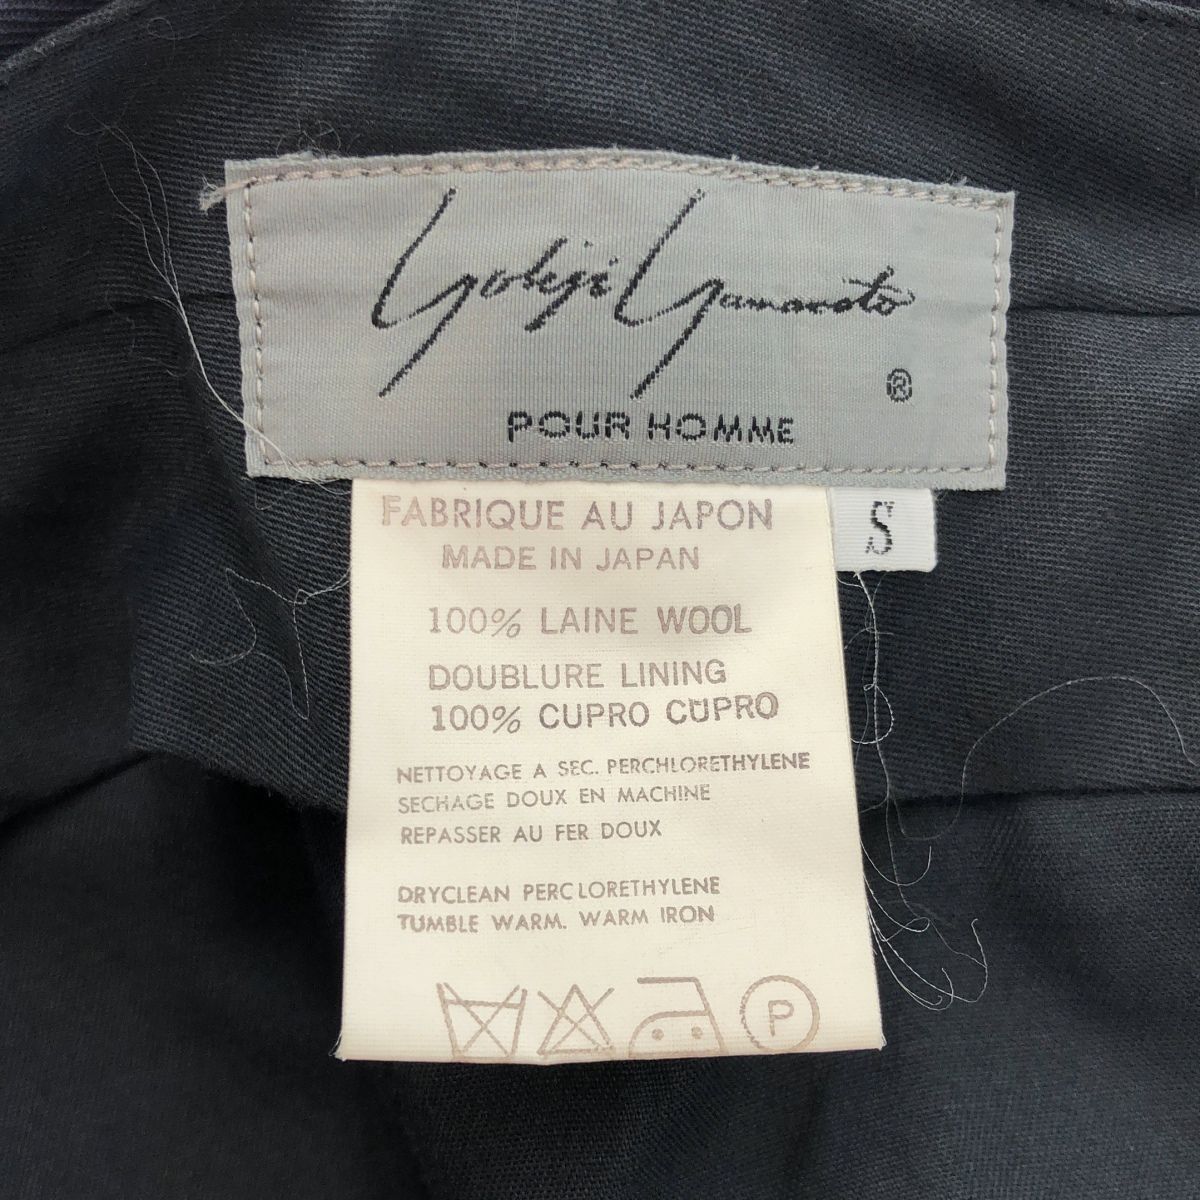 Yohji Yamamoto
®
POUR HOMME
S
FABRIQUE AU JAPON
MADE IN JAPAN
100% LAINE WOOL
DOUBLURE LINING
100% CUPRO CUPRO
NETTOYAGE A SEC. PERCHLORETHYLENE
SECHAGE DOUX EN MACHINE
REPASSER AU FER DOUX
DRYCLEAN PERCLORETHYLENE
TUMBLE WARM. WARM IRON
P